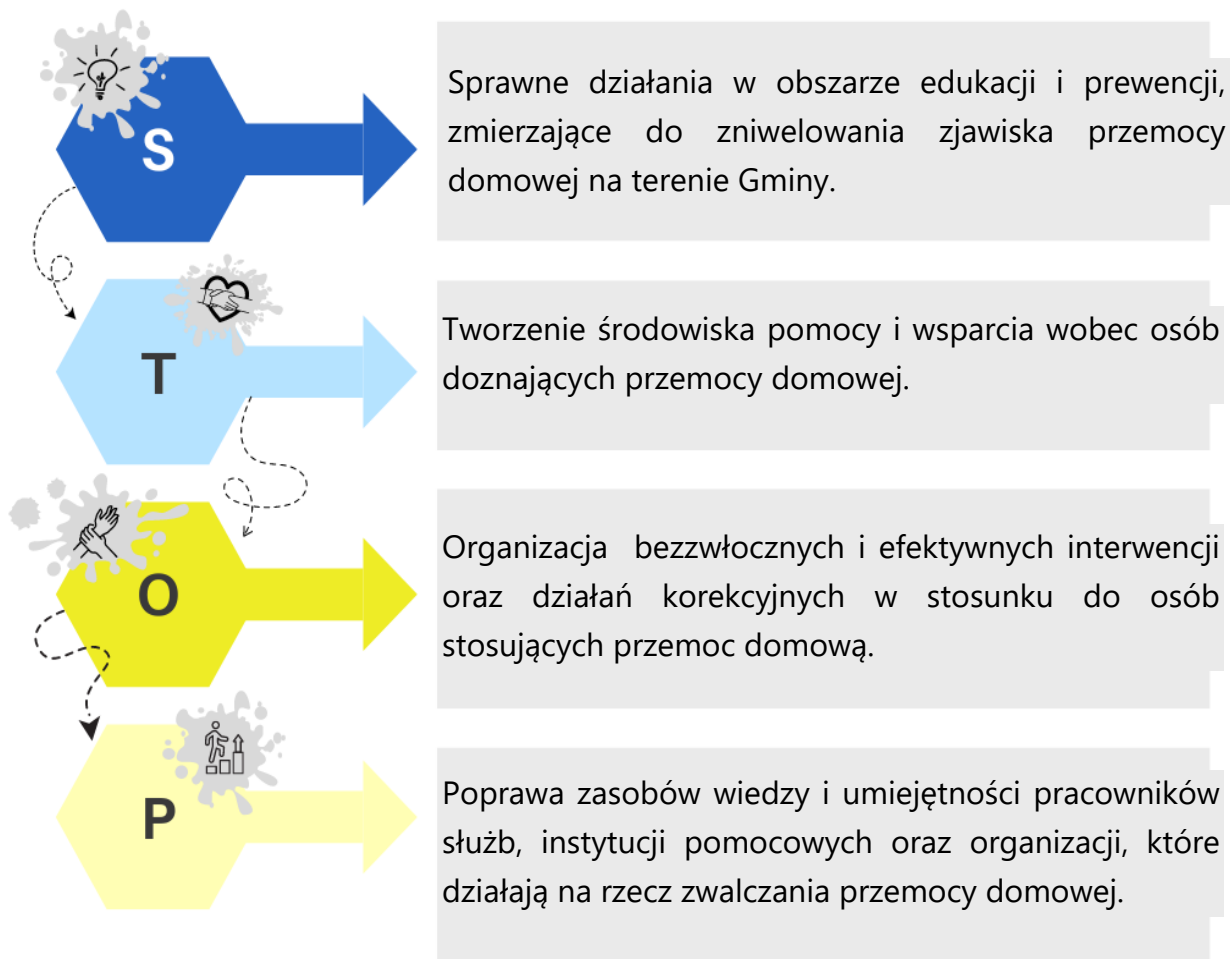 S
Sprawne działania w obszarze edukacji i prewencji,
zmierzające do zniwelowania zjawiska przemocy
domowej na terenie Gminy.
T
Tworzenie środowiska pomocy i wsparcia wobec osób
doznających przemocy domowej.
O
Organizacja bezzwłocznych i efektywnych interwencji
oraz działań korekcyjnych w stosunku do osób
stosujących przemoc domową.
P
Poprawa zasobów wiedzy i umiejętności pracowników
służb, instytucji pomocowych oraz organizacji, które
działają na rzecz zwalczania przemocy domowej.